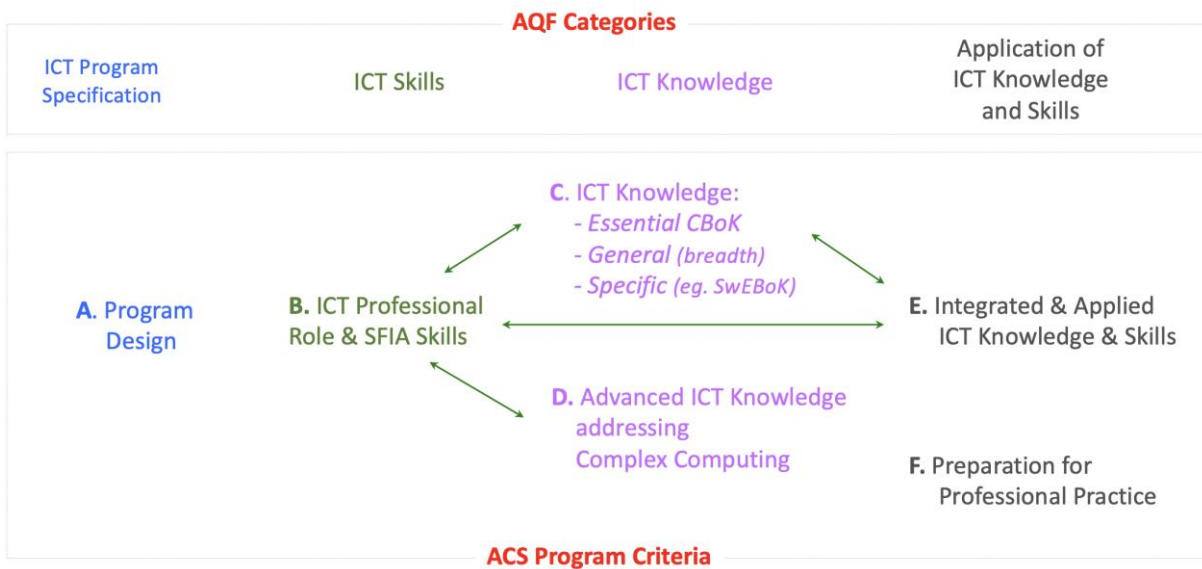 AQF Categories
ICT Program
Specification
ICT Skills
ICT Knowledge
Application of
ICT Knowledge
and Skills
A. Program
Design
B. ICT Professional
Role & SFIA Skills
C. ICT Knowledge:
- Essential CBoK
- General (breadth)
- Specific (eg. SwEBoK)
D. Advanced ICT Knowledge
addressing
Complex Computing
E. Integrated & Applied
ICT Knowledge & Skills
F. Preparation for
Professional Practice
ACS Program Criteria